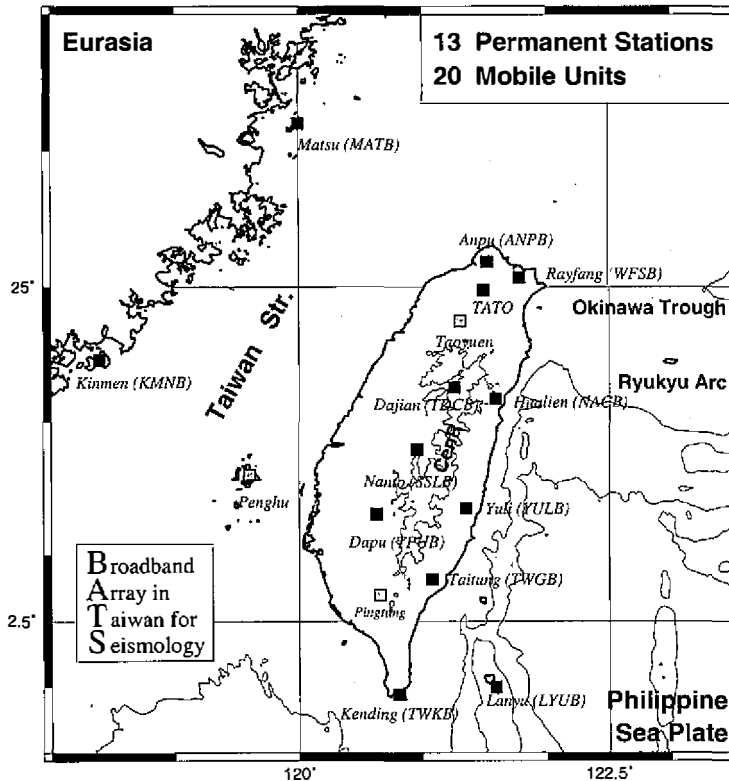 Eurasia
13 Permanent Stations
20 Mobile Units
Matsu (MATB)
Anpu (ANPB)
Rayfang (WFSB)
25°
TATO
Okinawa Trough
Taoyuen
Taiwan Str.
Ryukyu Arc
Kinmen (KMNB)
Dajian (TDCB)
Hualien (NACB)
Nanto (SSLB)
Penghu
Yuli (YULB)
Dapu (TPUB)
Broadband
Array in
Taiwan for
Seismology
Taitung (TWGB)
2.5°
Lanyu (LYUB)
Philippine
Sea Plate
Kending (TWKB)
120°
122.5°